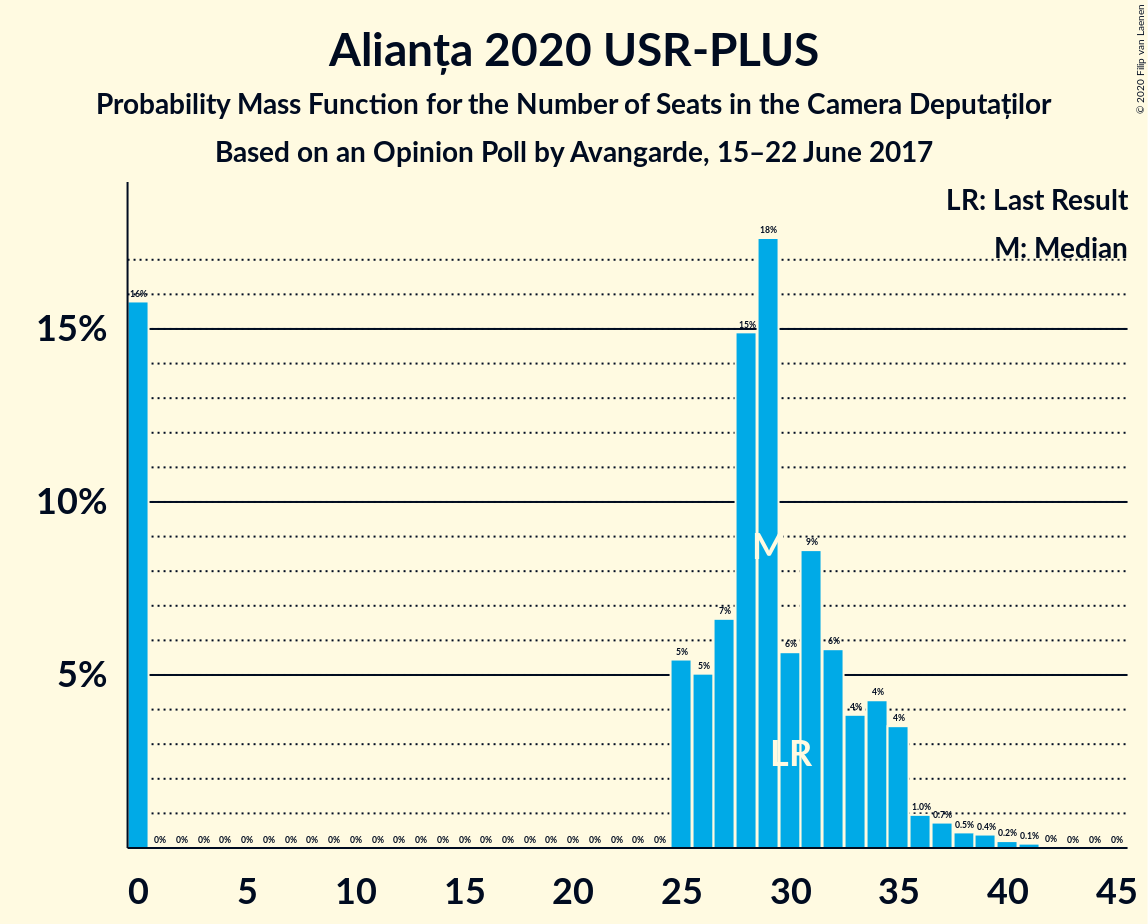 Alianța 2020 USR-PLUS
Probability Mass Function for the Number of Seats in the Camera Deputaților
Based on an Opinion Poll by Avangarde, 15–22 June 2017
© 2020 Filip van Laenen
LR: Last Result
M: Median
15%
10%
5%
16% 0% 0% 0% 0% 0% 0% 0% 0% 0% 0% 0% 0% 0% 0% 0% 0% 0% 0% 0% 0% 0% 0% 0% 0% 5% 5% 7% 15% 18% 6% 9% 6% 4% 4% 4% 1.0% 0.7% 0.5% 0.4% 0.2% 0.1% 0% 0% 0% 0%
M
LR
0 5 10 15 20 25 30 35 40 45